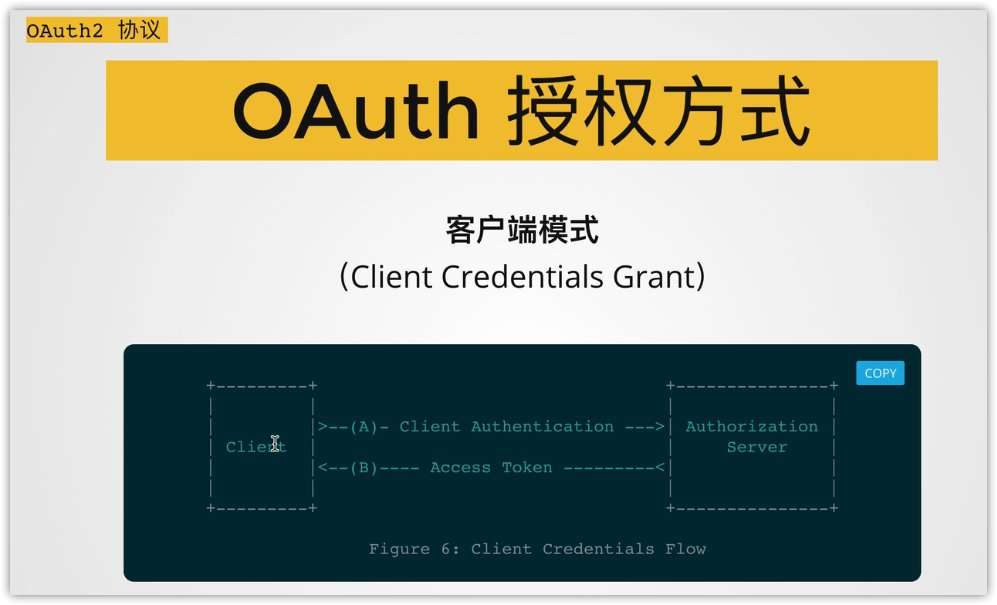 OAuth2 协议
OAuth 授权方式
客户端模式
(Client Credentials Grant)
COPY
+---------+                                  +---------------+
|         |                                  |               |
|         |>--(A)- Client Authentication --->| Authorization |
| Client  |                                  |     Server    |
|         |<--(B)---- Access Token ---------<|               |
|         |                                  |               |
+---------+                                  +---------------+
Figure 6: Client Credentials Flow